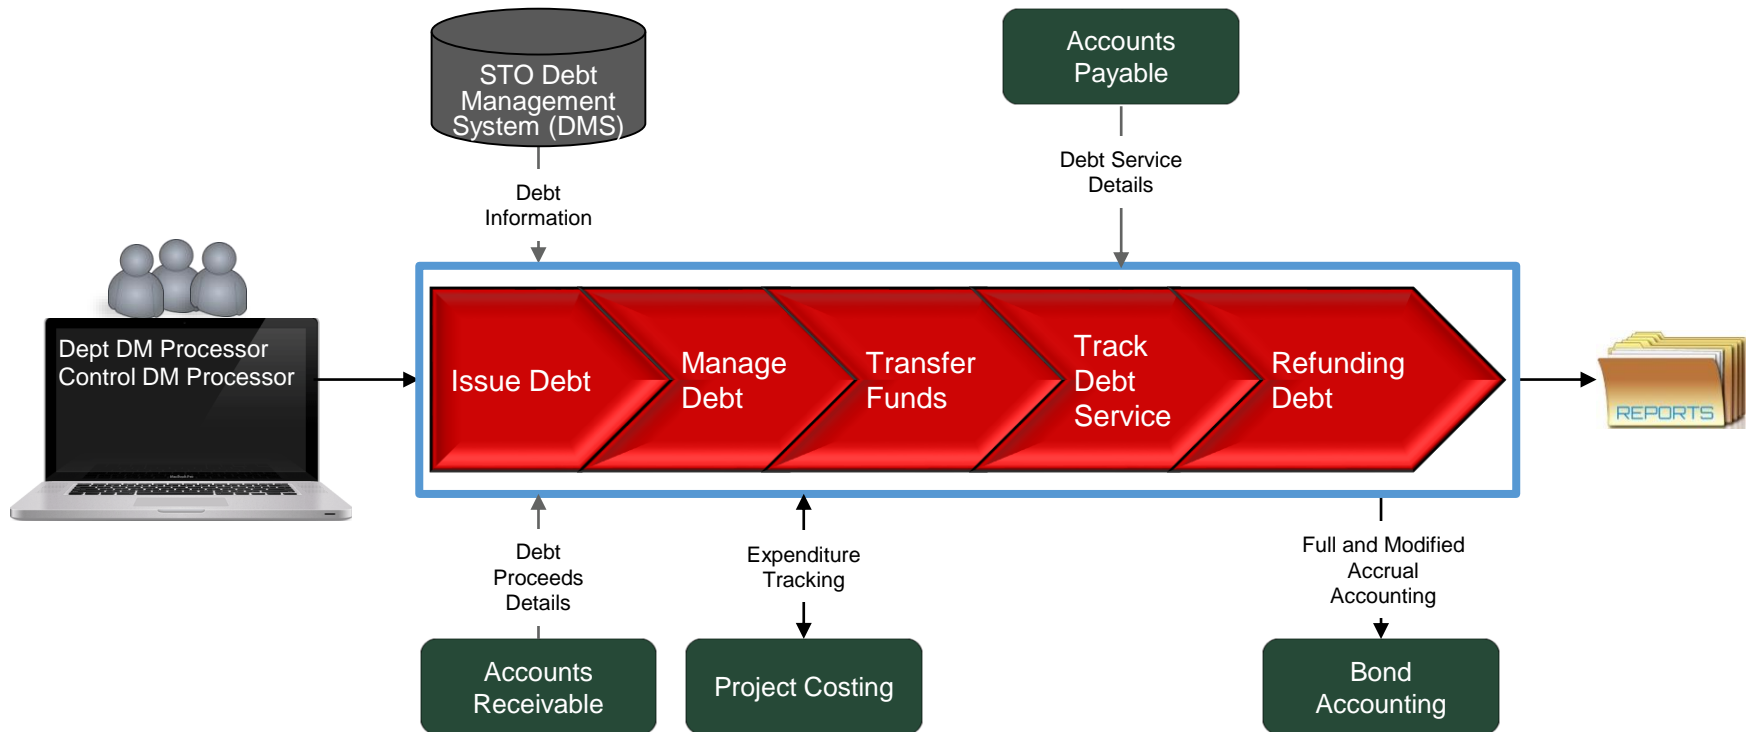 STO Debt
Management
System (DMS)
Accounts
Payable
Debt
Information
Debt Service
Details
Dept DM Processor
Control DM Processor
Issue Debt
Manage
Debt
Transfer
Funds
Track
Debt
Service
Refunding
Debt
REPORTS
Debt
Proceeds
Details
Expenditure
Tracking
Full and Modified
Accrual
Accounting
Accounts
Receivable
Project Costing
Bond
Accounting